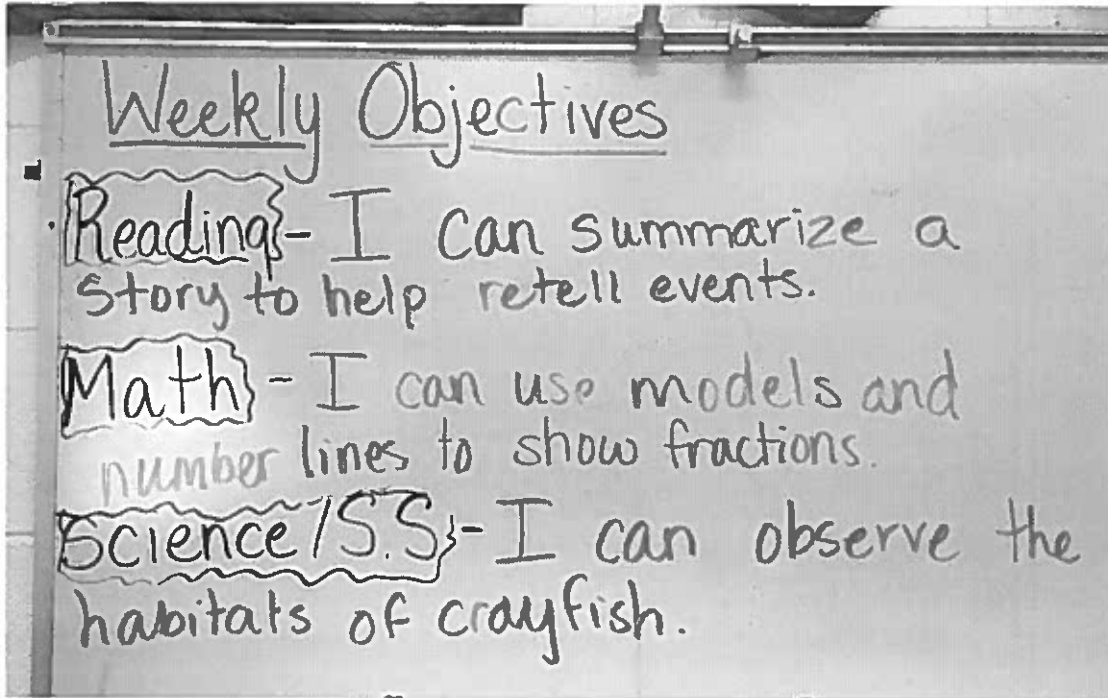 Weekly Objectives
Reading - I can summarize a
story to help retell events.
Math - I can use models and
number lines to show fractions.
Science/S.S - I can observe the
habitats of crayfish.